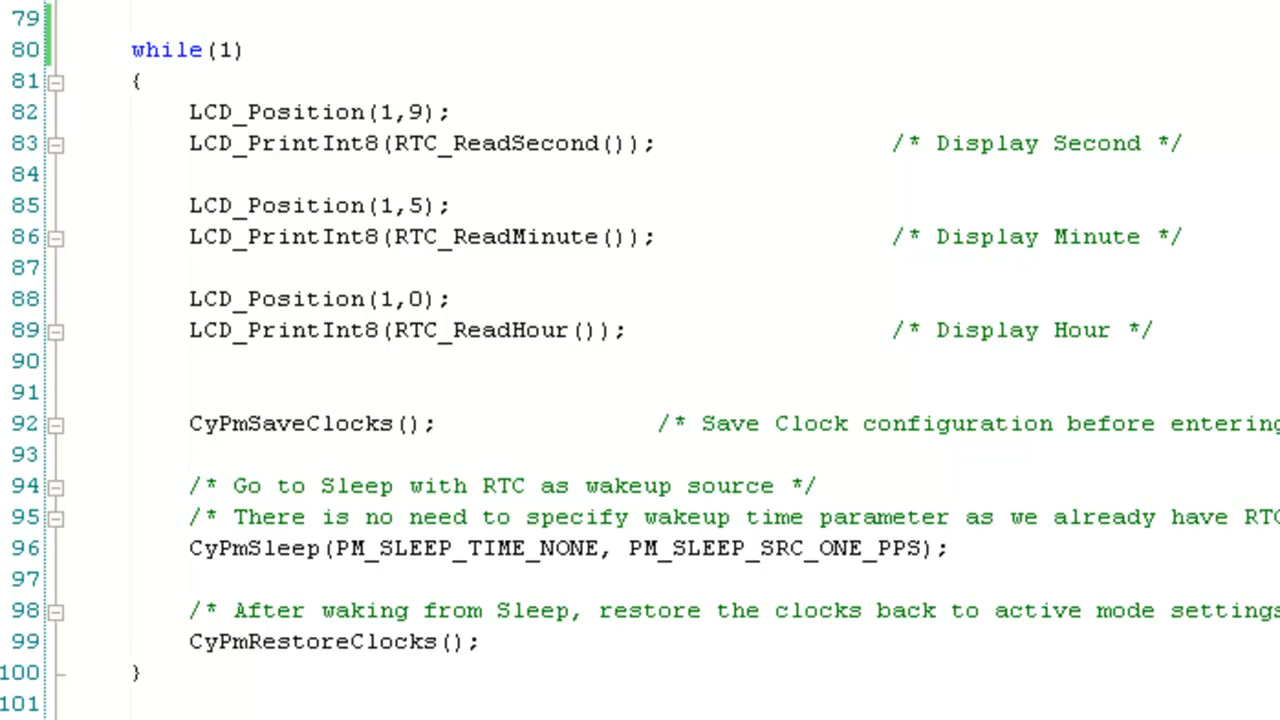 79
80 while(1)
81 {
82 LCD_Position(1,9);
83 LCD_PrintInt8(RTC_ReadSecond()); /* Display Second */
84
85 LCD_Position(1,5);
86 LCD_PrintInt8(RTC_ReadMinute()); /* Display Minute */
87
88 LCD_Position(1,0);
89 LCD_PrintInt8(RTC_ReadHour()); /* Display Hour */
90
91
92 CyPmSaveClocks(); /* Save Clock configuration before entering
93
94 /* Go to Sleep with RTC as wakeup source */
95 /* There is no need to specify wakeup time parameter as we already have RTC
96 CyPmSleep(PM_SLEEP_TIME_NONE, PM_SLEEP_SRC_ONE_PPS);
97
98 /* After waking from Sleep, restore the clocks back to active mode settings
99 CyPmRestoreClocks();
100 }
101